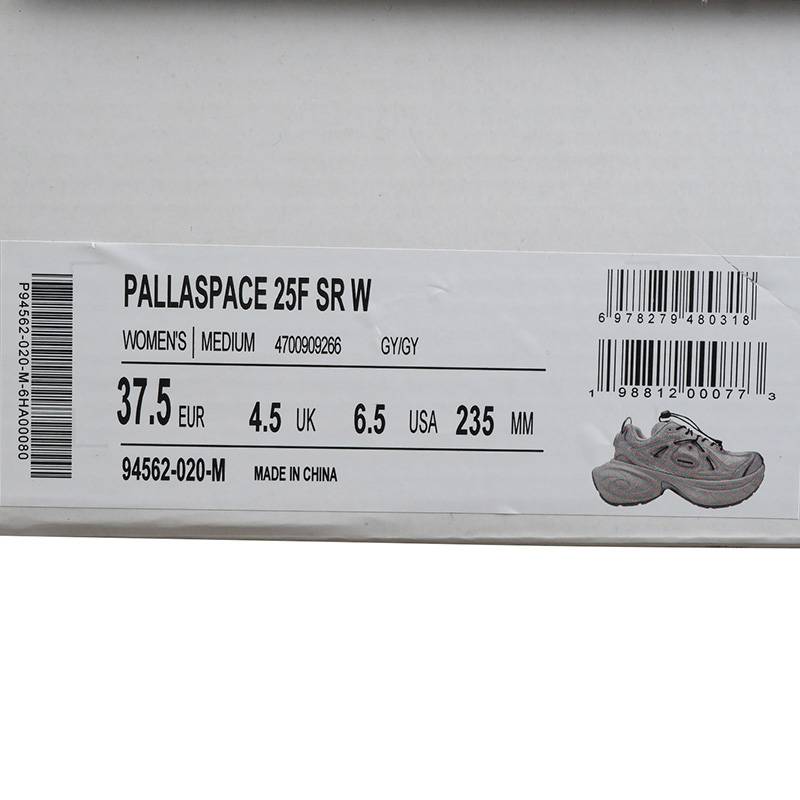 PALLASPACE 25F SR W
WOMEN'S MEDIUM 4700909266 GY/GY
37.5 EUR 4.5 UK 6.5 USA 235 MM
94562-020-M MADE IN CHINA
P94562-020-M-6HA00080
6 978279 480318
1 98812 00077 3